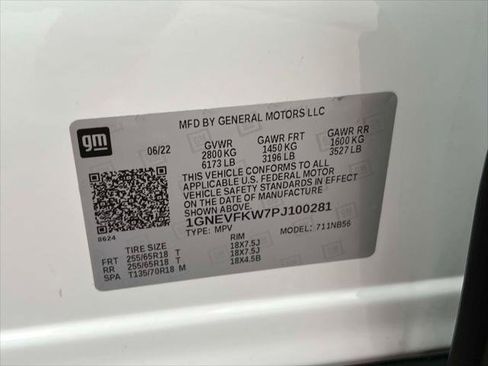 MFD BY GENERAL MOTORS LLC
gm
06/22 GVWR GAWR FRT GAWR RR
2800 KG 1450 KG 1600 KG
6173 LB 3196 LB 3527 LB
THIS VEHICLE CONFORMS TO ALL
APPLICABLE U.S. FEDERAL MOTOR
VEHICLE SAFETY STANDARDS IN EFFECT
ON THE DATE OF MANUFACTURE
SHOWN ABOVE.
1GNEVFKW7PJ100281
8624
TYPE: MPV MODEL: 711NB56
TIRE SIZE RIM
FRT 255/65R18 T 18X7.5J
RR 255/65R18 T 18X7.5J
SPA T135/70R18 M 18X4.5B